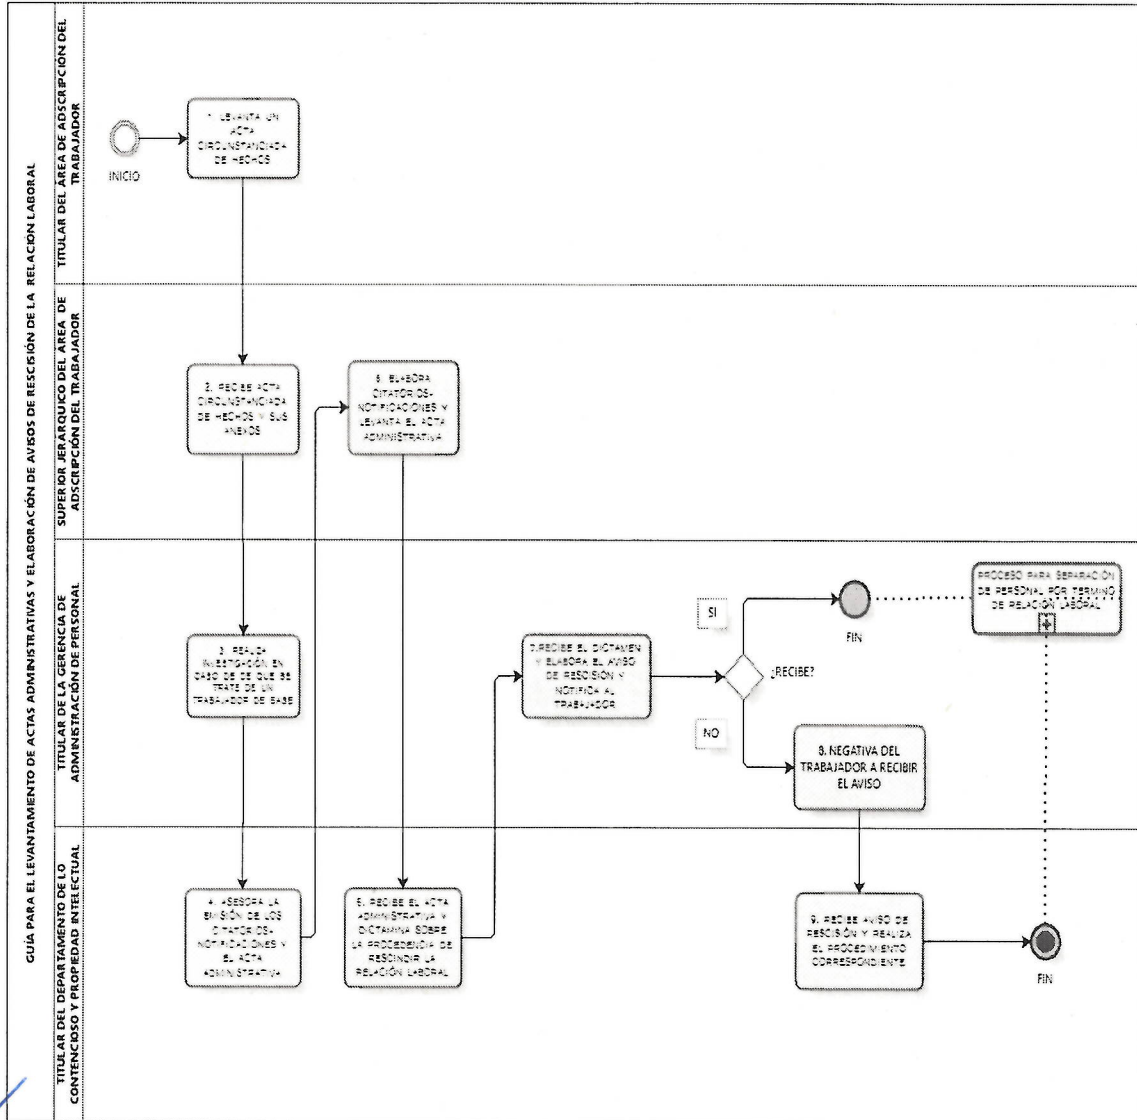 GUÍA PARA EL LEVANTAMIENTO DE ACTAS ADMINISTRATIVAS Y ELABORACIÓN DE AVISOS DE RESCISIÓN DE LA RELACIÓN LABORAL
TITULAR DEL ÁREA DE ADSCRIPCIÓN DEL
TRABAJADOR
INICIO
1. LEVANTA UN
ACTA
CIRCUNSTANCIADA
DE HECHOS
SUPERIOR JERÁRQUICO DEL AREA DE
ADSCRIPCIÓN DEL TRABAJADOR
2. RECIBE ACTA
CIRCUNSTANCIADA
DE HECHOS Y SUS
ANEXOS
ELABORA
CITATORIOS-
NOTIFICACIONES Y
LEVANTA EL ACTA
ADMINISTRATIVA
TITULAR DE LA GERENCIA DE
ADMINISTRACIÓN DE PERSONAL
3. REALIZA
INVESTIGACIÓN EN
CASO DE DE QUE SE
TRATE DE UN
TRABAJADOR DE BASE
7.RECIBE EL DICTAMEN
Y ELABORA EL AVISO
DE RESCISIÓN Y
NOTIFICA AL
TRABAJADOR
¿RECIBE?
SI
FIN
PROCESO PARA SEPARACIÓN
DE PERSONAL POR TERMINO
DE RELACIÓN LABORAL
NO
8. NEGATIVA DEL
TRABAJADOR A RECIBIR
EL AVISO
TITULAR DEL DEPARTAMENTO DE LO
CONTENCIOSO Y PROPIEDAD INTELECTUAL
4. ASESORA LA
EMISIÓN DE LOS
CITATORIOS-
NOTIFICACIONES Y
EL ACTA
ADMINISTRATIVA
RECIBE EL ACTA
ADMINISTRATIVA Y
DICTAMINA SOBRE
LA PROCEDENCIA DE
RESCINDIR LA
RELACIÓN LABORAL
9. RECIBE AVISO DE
RESCISIÓN Y REALIZA
EL PROCEDIMIENTO
CORRESPONDIENTE
FIN